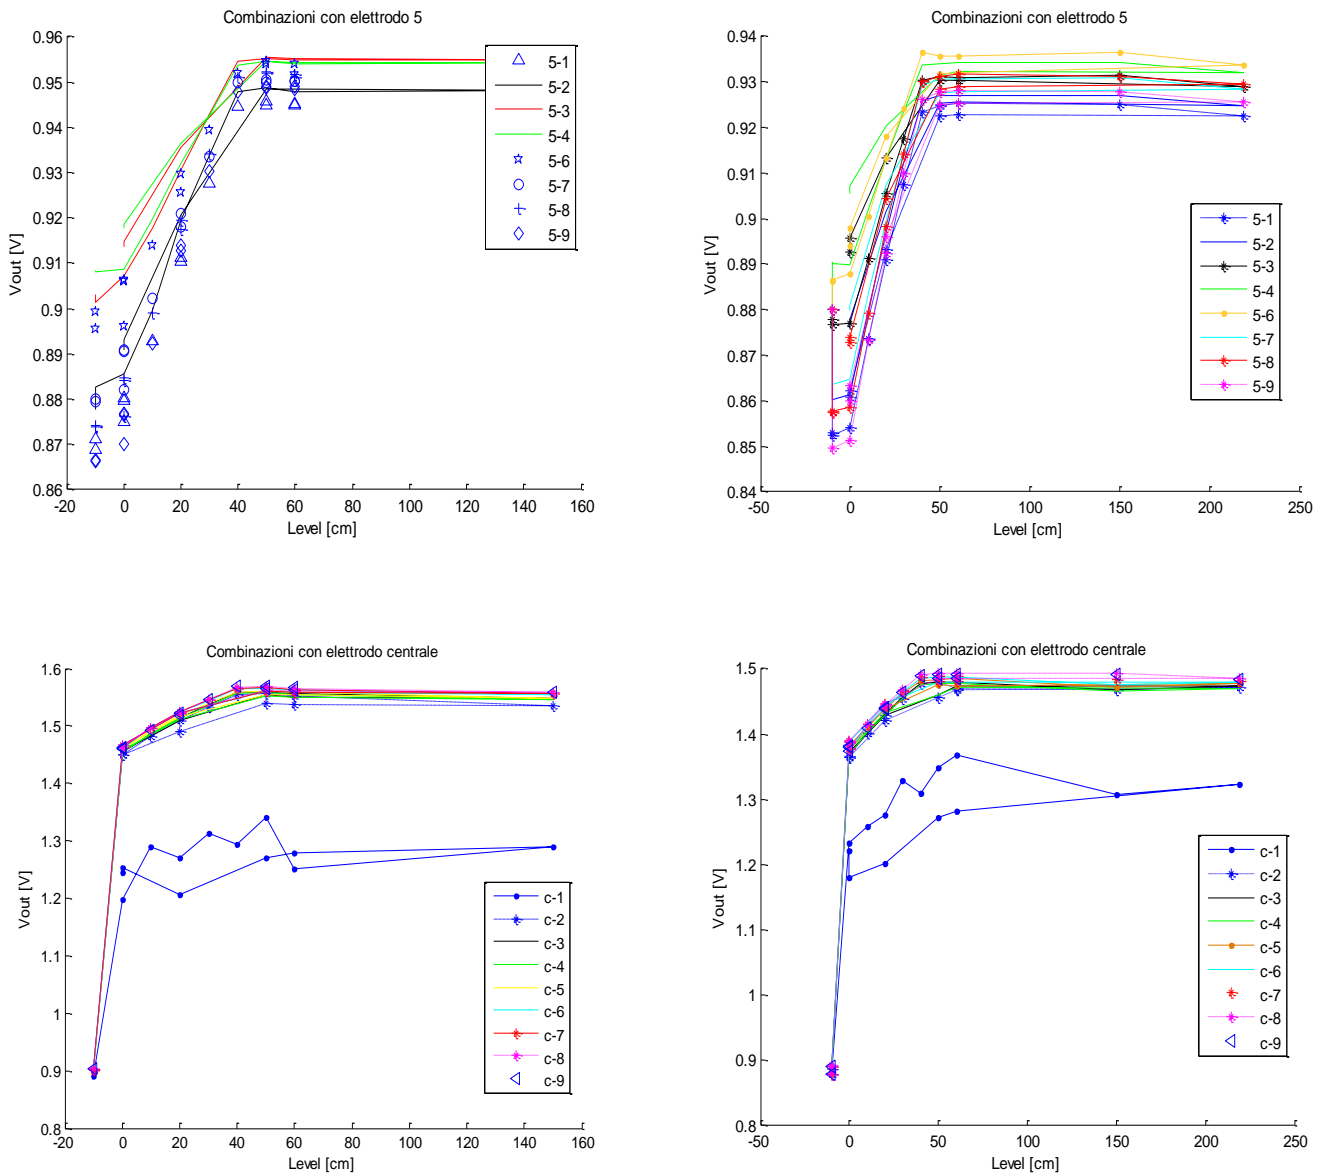 Combinazioni con elettrodo 5
0.96
0.95
0.94
0.93
0.92
0.91
0.9
0.89
0.88
0.87
0.86
Vout [V]
-20
0
20
40
60
80
100
120
140
160
Level [cm]
5-1
5-2
5-3
5-4
5-6
5-7
5-8
5-9
Combinazioni con elettrodo 5
0.94
0.93
0.92
0.91
0.9
0.89
0.88
0.87
0.86
0.85
0.84
Vout [V]
-50
0
50
100
150
200
250
Level [cm]
5-1
5-2
5-3
5-4
5-6
5-7
5-8
5-9
Combinazioni con elettrodo centrale
1.6
1.5
1.4
1.3
1.2
1.1
1
0.9
0.8
Vout [V]
-20
0
20
40
60
80
100
120
140
160
Level [cm]
c-1
c-2
c-3
c-4
c-5
c-6
c-7
c-8
c-9
Combinazioni con elettrodo centrale
1.5
1.4
1.3
1.2
1.1
1
0.9
0.8
Vout [V]
-50
0
50
100
150
200
250
Level [cm]
c-1
c-2
c-3
c-4
c-5
c-6
c-7
c-8
c-9